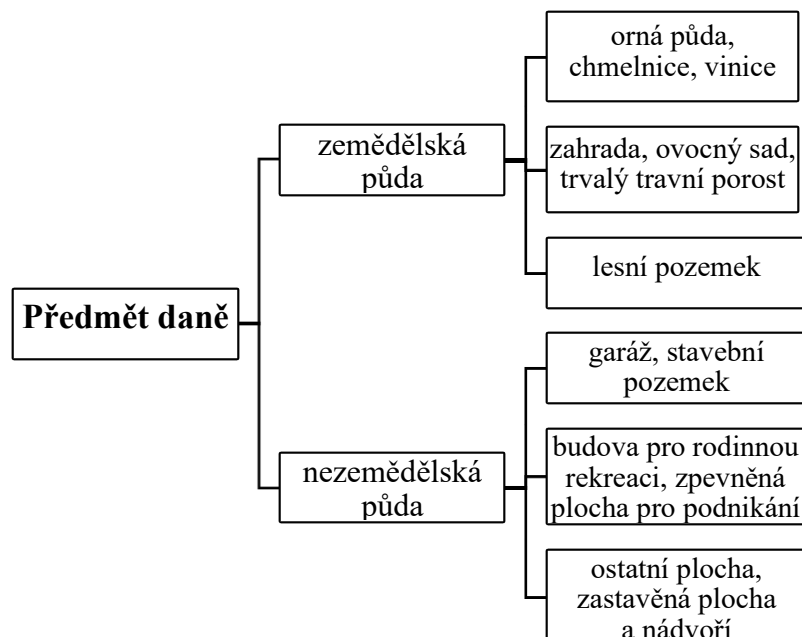 Předmět daně
zemědělská
půda
orná půda,
chmelnice, vinice
zahrada, ovocný sad,
trvalý travní porost
lesní pozemek
nezemědělská
půda
garáž, stavební
pozemek
budova pro rodinnou
rekreaci, zpevněná
plocha pro podnikání
ostatní plocha,
zastavěná plocha
a nádvoří